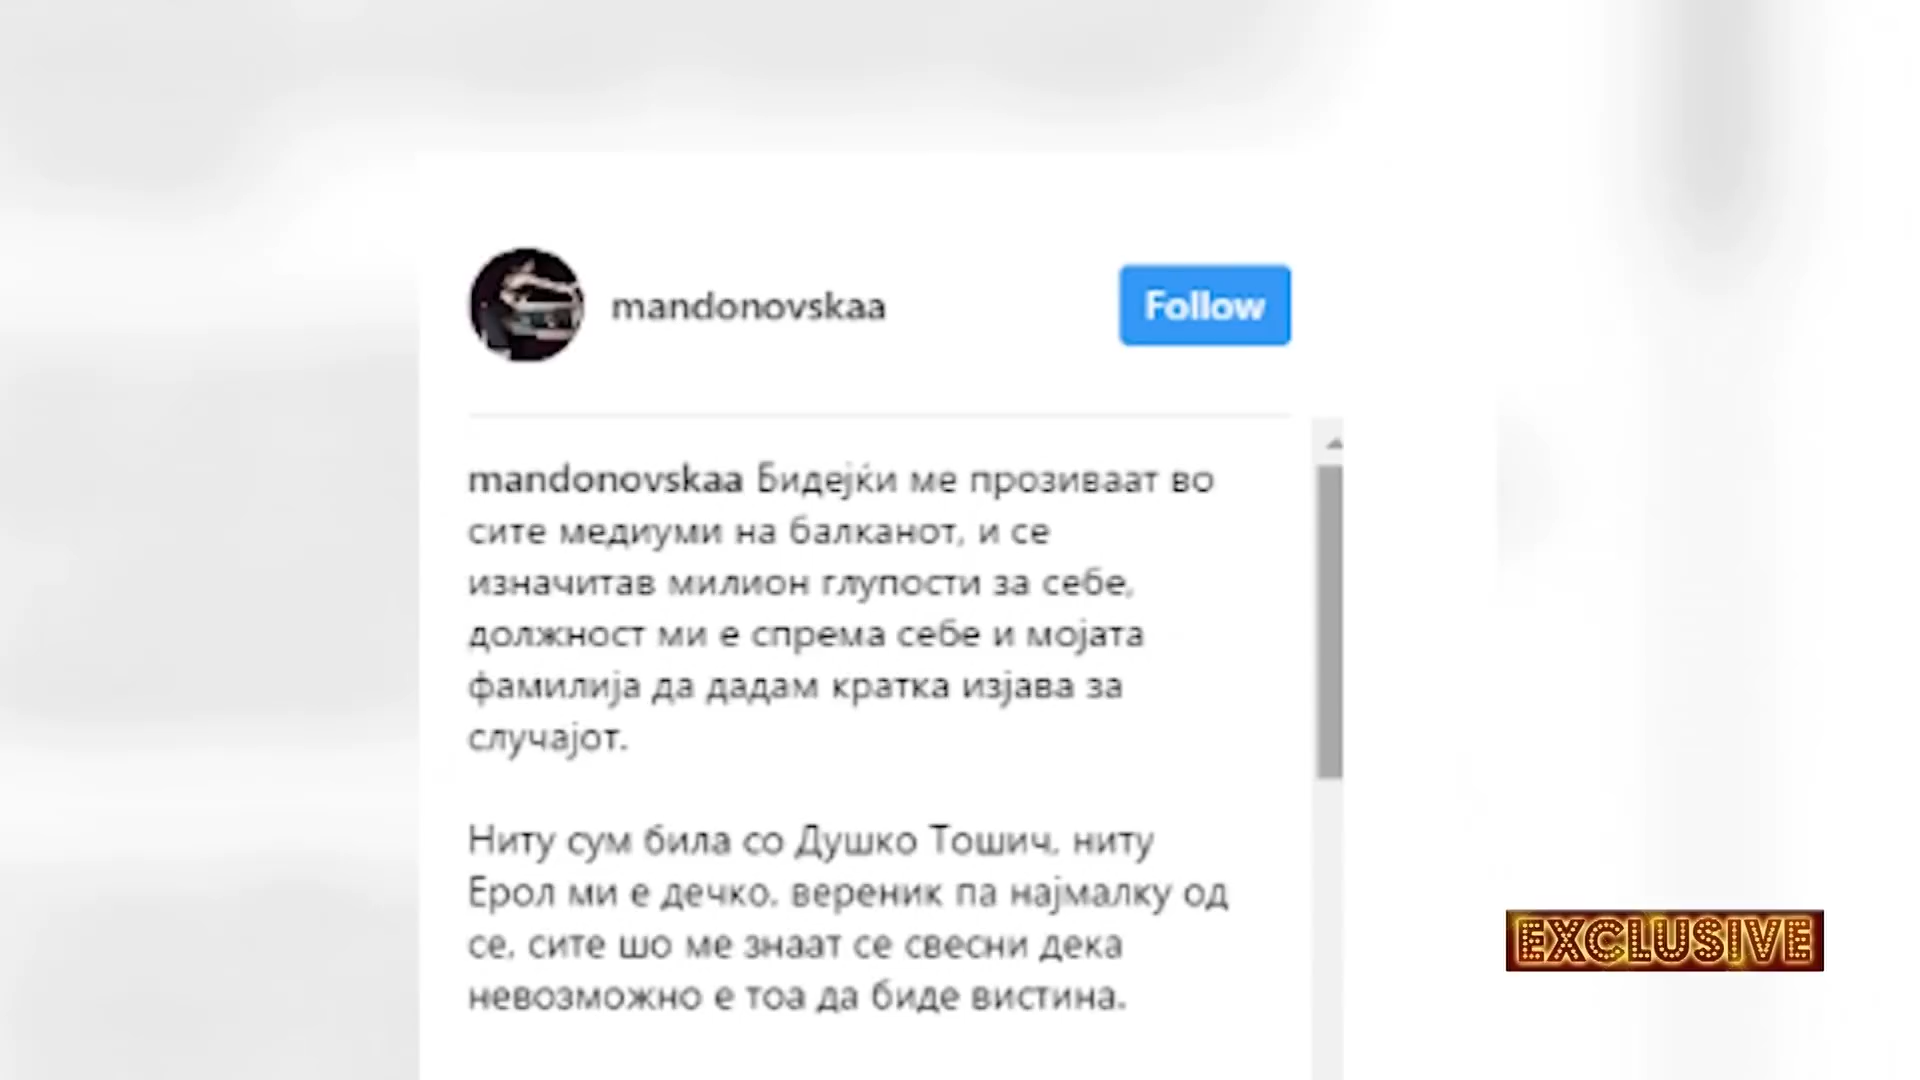 mandonovskaa
Follow
mandonovskaa Бидејќи ме прозиваат во
сите медиуми на балканот, и се
изначитав милион глупости за себе,
должност ми е спрема себе и мојата
фамилија да дадам кратка изјава за
случајот.
Ниту сум била со Душко Тошич, ниту
Ерол ми е дечко, вереник па најмалку од
се, сите шо ме знаат се свесни дека
невозможно е тоа да биде вистина.
EXCLUSIVE